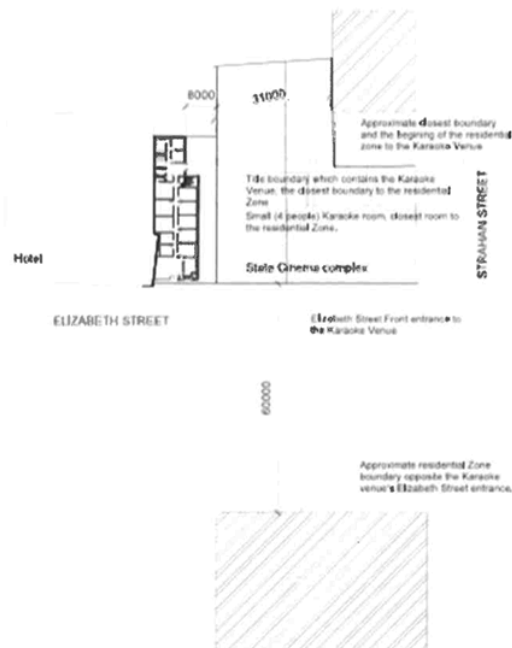 8000
31000
Approximate closest boundary
and the begining of the residential
zone to the Karaoke Venue
Title boundary which contains the Karaoke
Venue, the closest boundary to the residential
Zone
Small (4 people) Karaoke room, closest room to
the residential Zone.
STRAHAN STREET
Hotel
State Cinema complex
ELIZABETH STREET
Elizabeth Street Front entrance to
the Karaoke Venue
60000
Approximate residential Zone
boundary opposite the Karaoke
venue's Elizabeth Street entrance.